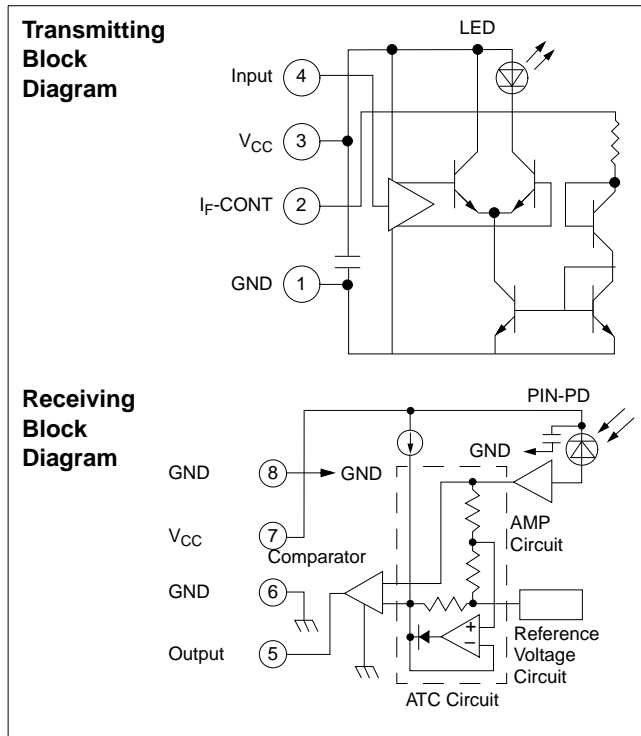 Transmitting
Block
Diagram
LED
Input 4
VCC 3
IF-CONT 2
GND 1
Receiving
Block
Diagram
PIN-PD
GND
GND 8 GND
AMP
Circuit
VCC 7
Comparator
GND 6
+
−
Reference
Voltage
Circuit
Output 5
ATC Circuit